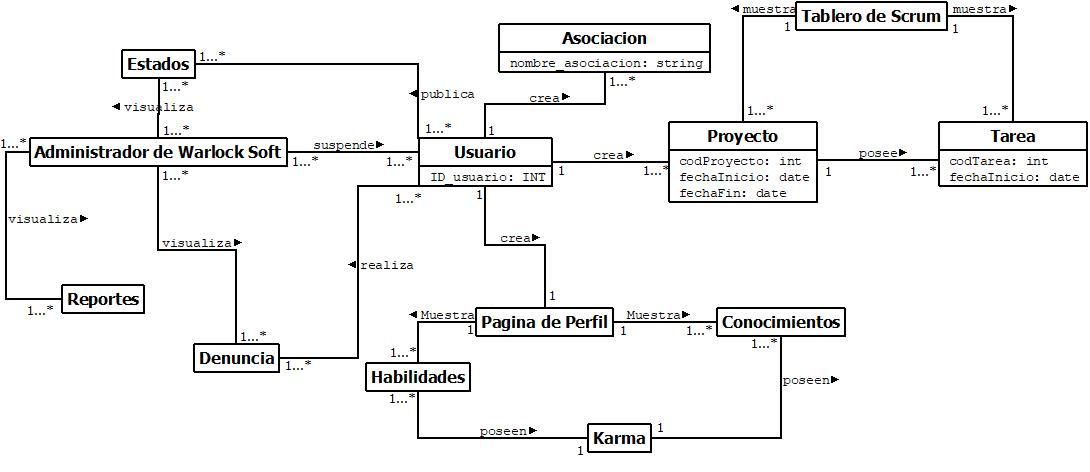 muestra
Tablero de Scrum
muestra
1
1
Asociacion
nombre_asociacion: string
1...*
Estados
1...*
1...*
visualiza
publica
crea
1...*
1...*
1...*
1...*
1
1...*
Administrador de Warlock Soft
suspende
1...*
1...*
Usuario
ID_usuario: INT
crea
1
1...*
Proyecto
codProyecto: int
fechaInicio: date
fechaFin: date
posee
1
1...*
Tarea
codTarea: int
fechaInicio: date
1...*
1...*
1
visualiza
visualiza
crea
realiza
Reportes
1...*
1
Muestra
Pagina de Perfil
Muestra
Conocimientos
1
1
1...*
1...*
1...*
Denuncia
1...*
1...*
Habilidades
1...*
poseen
1...*
poseen
Karma
1
1